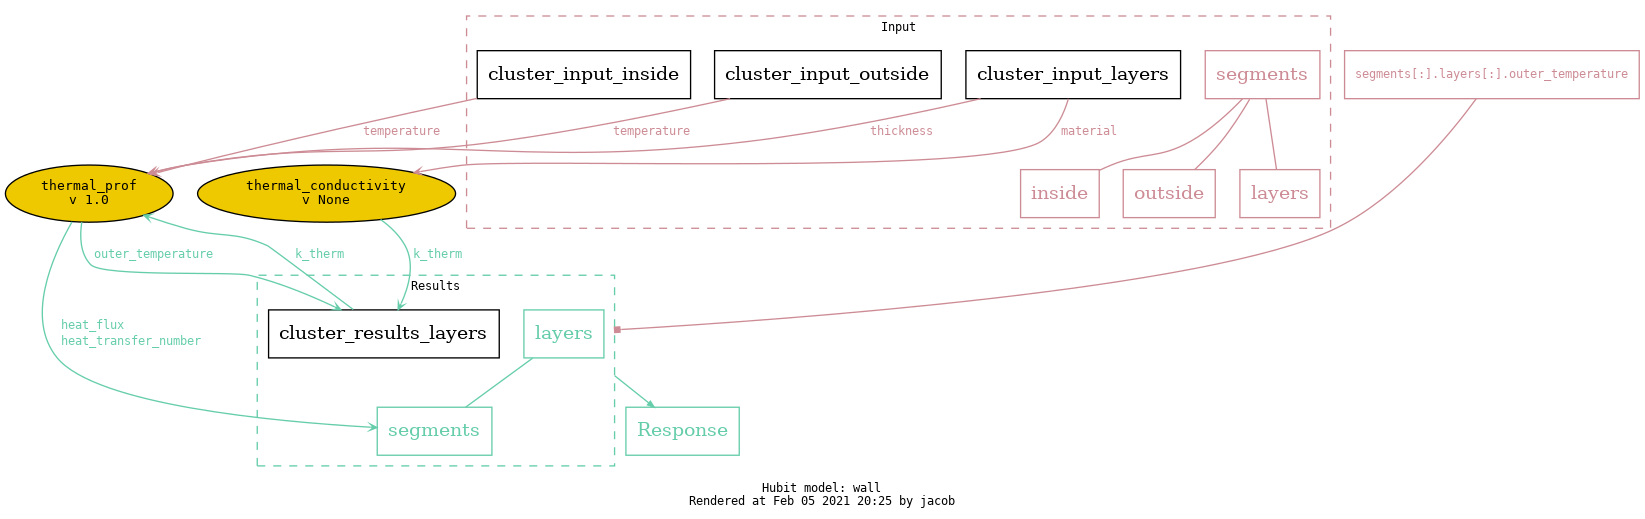 Input
cluster_input_inside
cluster_input_outside
cluster_input_layers
segments
segments[:].layers[:].outer_temperature
temperature
temperature
thickness
material
thermal_prof
v 1.0
thermal_conductivity
v None
inside
outside
layers
outer_temperature
k_therm
k_therm
Results
heat_flux
heat_transfer_number
cluster_results_layers
layers
segments
Response
Hubit model: wall
Rendered at Feb 05 2021 20:25 by jacob